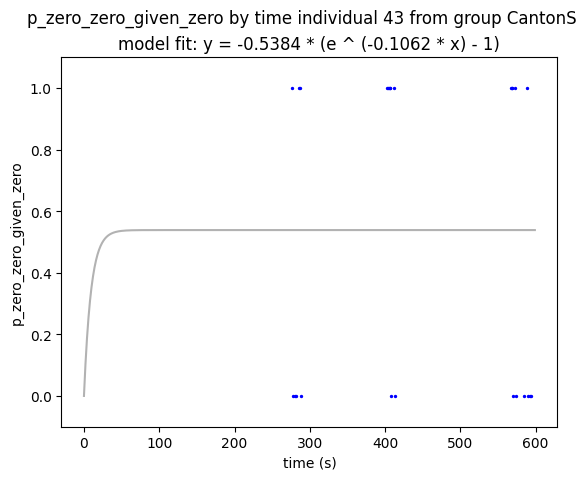 p_zero_zero_given_zero by time individual 43 from group CantonS
model fit: y = -0.5384 * (e ^ (-0.1062 * x) - 1)
p_zero_zero_given_zero
1.0
0.8
0.6
0.4
0.2
0.0
0 100 200 300 400 500 600
time (s)